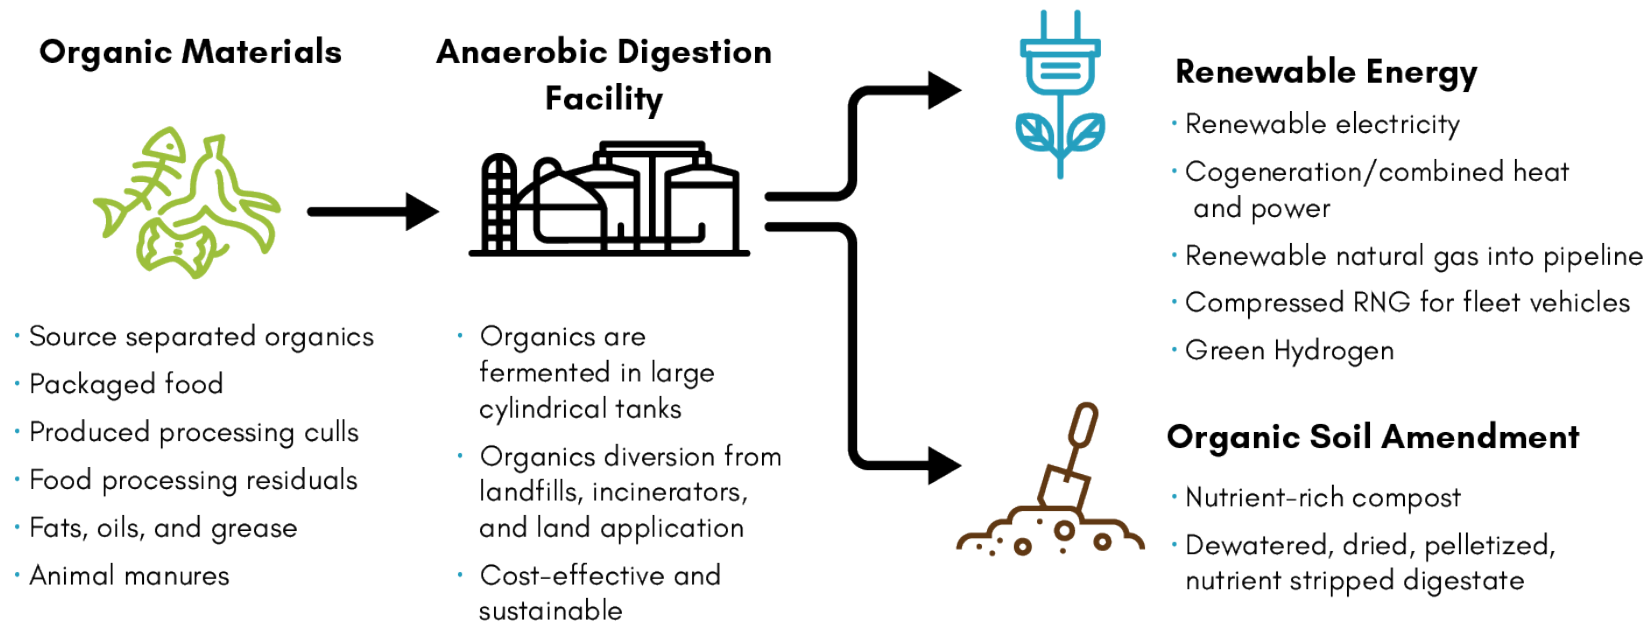 Organic Materials
· Source separated organics
· Packaged food
· Produced processing culls
· Food processing residuals
· Fats, oils, and grease
· Animal manures
Anaerobic Digestion
Facility
· Organics are
fermented in large
cylindrical tanks
· Organics diversion from
landfills, incinerators,
and land application
· Cost-effective and
sustainable
Renewable Energy
· Renewable electricity
· Cogeneration/combined heat
and power
· Renewable natural gas into pipeline
· Compressed RNG for fleet vehicles
· Green Hydrogen
Organic Soil Amendment
· Nutrient-rich compost
· Dewatered, dried, pelletized,
nutrient stripped digestate